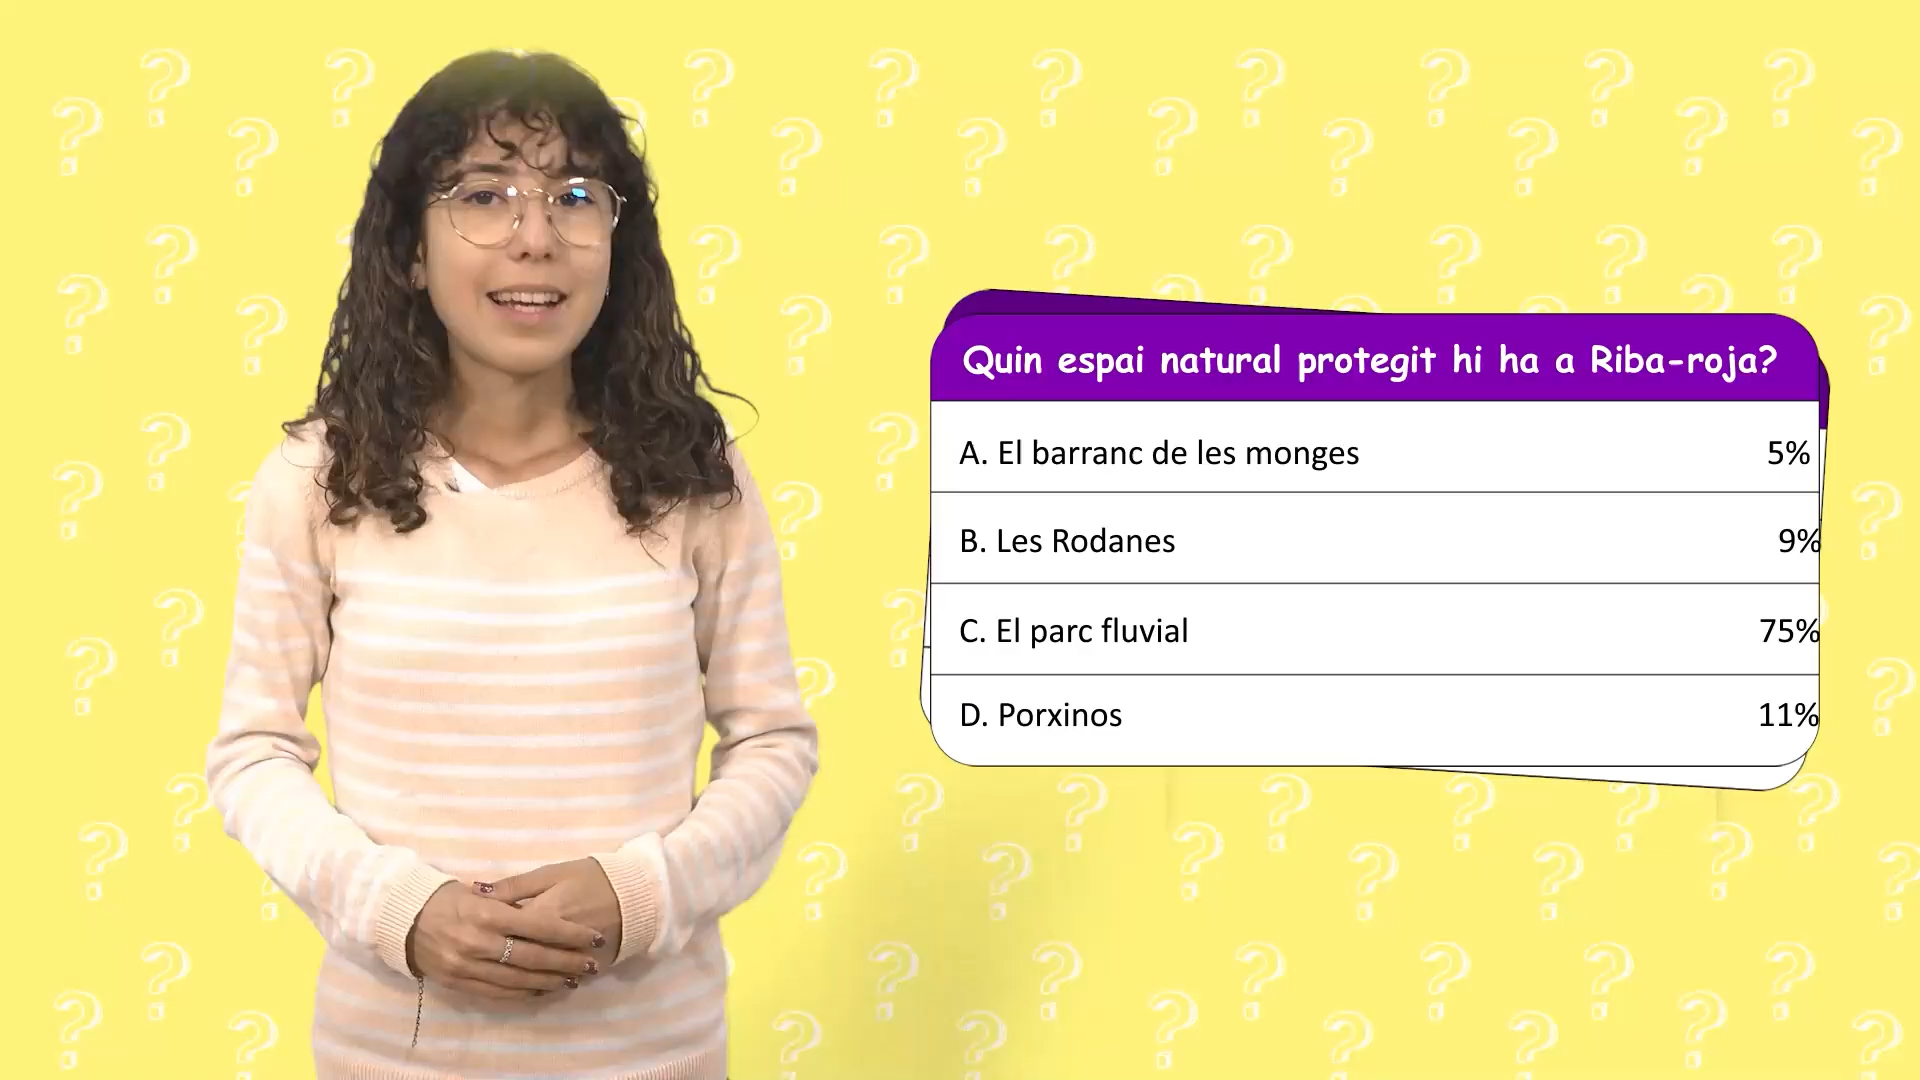 Quin espai natural protegit hi ha a Riba-roja?
A. El barranc de les monges 5%
B. Les Rodanes 9%
C. El parc fluvial 75%
D. Porxinos 11%